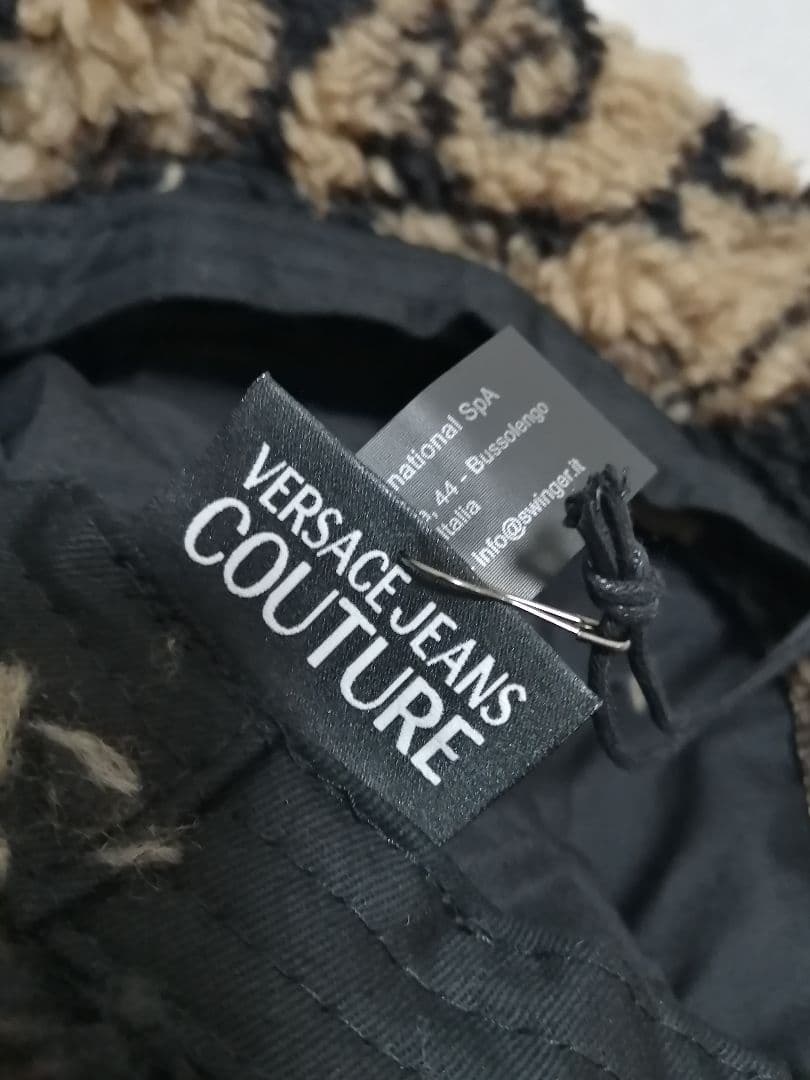 VERSACE JEANS
COUTURE
national SpA
, 44 - Bussolengo
Italia
info@swinger.it